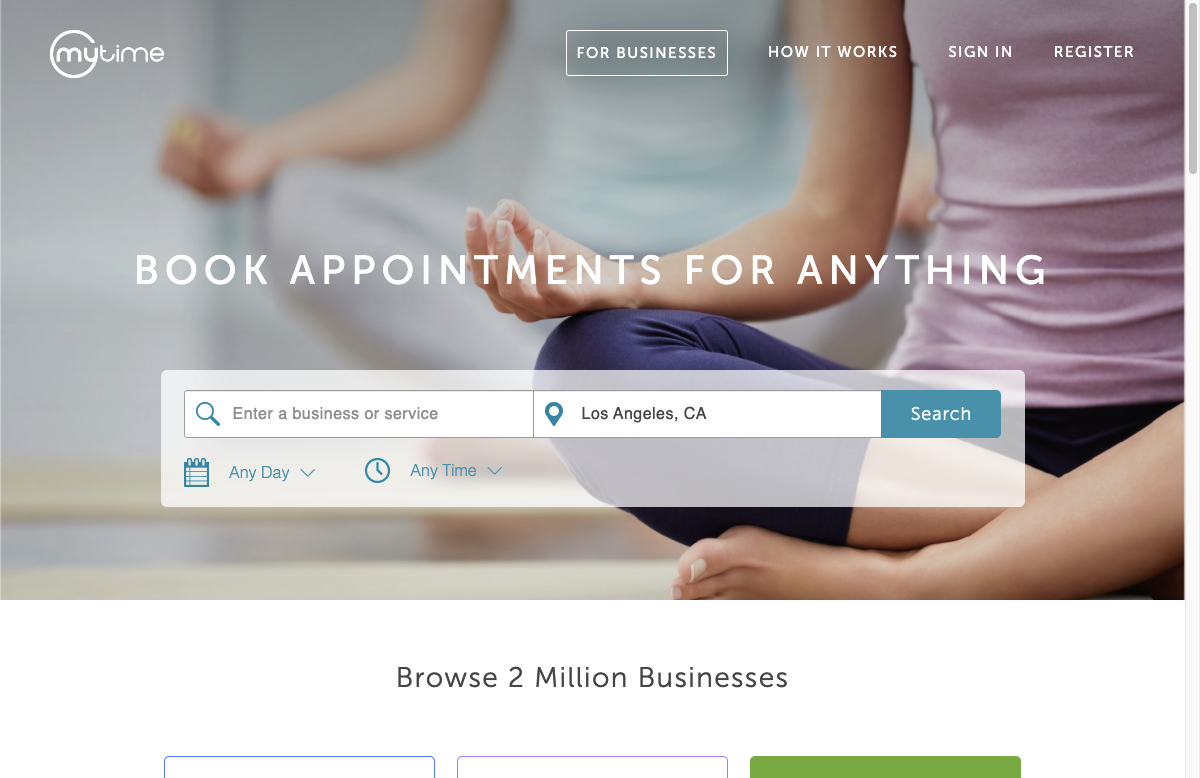 mytime
FOR BUSINESSES
HOW IT WORKS
SIGN IN
REGISTER
BOOK APPOINTMENTS FOR ANYTHING
Enter a business or service
Los Angeles, CA
Search
Any Day
Any Time
Browse 2 Million Businesses